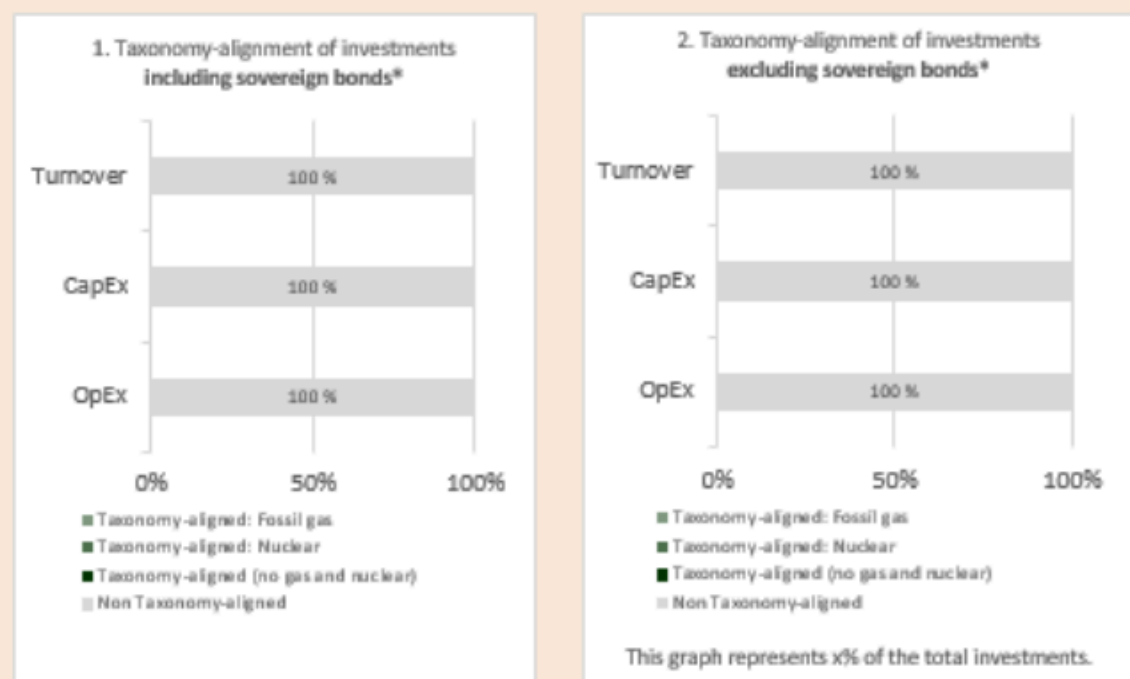 1. Taxonomy-alignment of investments
including sovereign bonds*
Turnover
100 %
CapEx
100 %
OpEx
100 %
0% 50% 100%
Taxonomy-aligned: Fossil gas
Taxonomy-aligned: Nuclear
Taxonomy-aligned (no gas and nuclear)
Non Taxonomy-aligned
2. Taxonomy-alignment of investments
excluding sovereign bonds*
Turnover
100 %
CapEx
100 %
OpEx
100 %
0% 50% 100%
Taxonomy-aligned: Fossil gas
Taxonomy-aligned: Nuclear
Taxonomy-aligned (no gas and nuclear)
Non Taxonomy-aligned
This graph represents x% of the total investments.